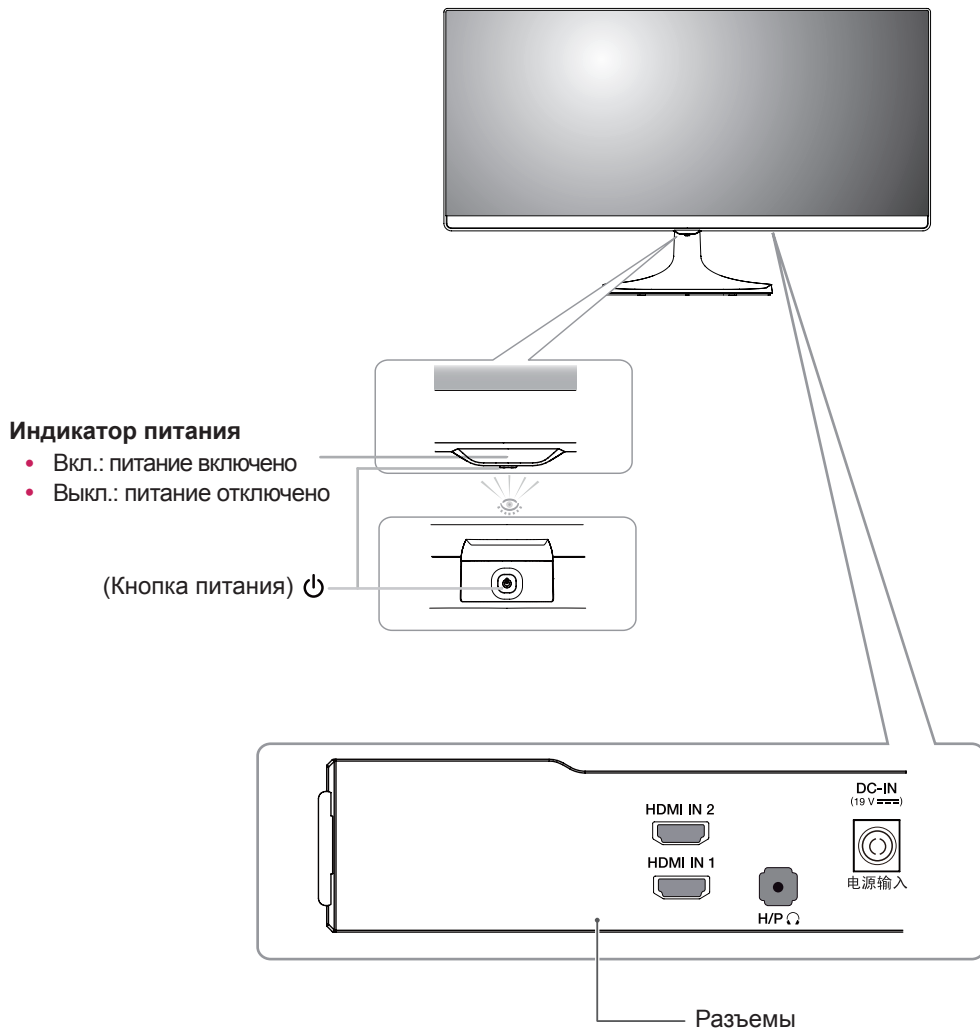 Индикатор питания
• Вкл.: питание включено
• Выкл.: питание отключено
(Кнопка питания)
DC-IN
(19 V ⎓)
HDMI IN 2
HDMI IN 1
电源输入
H/P
Разъемы